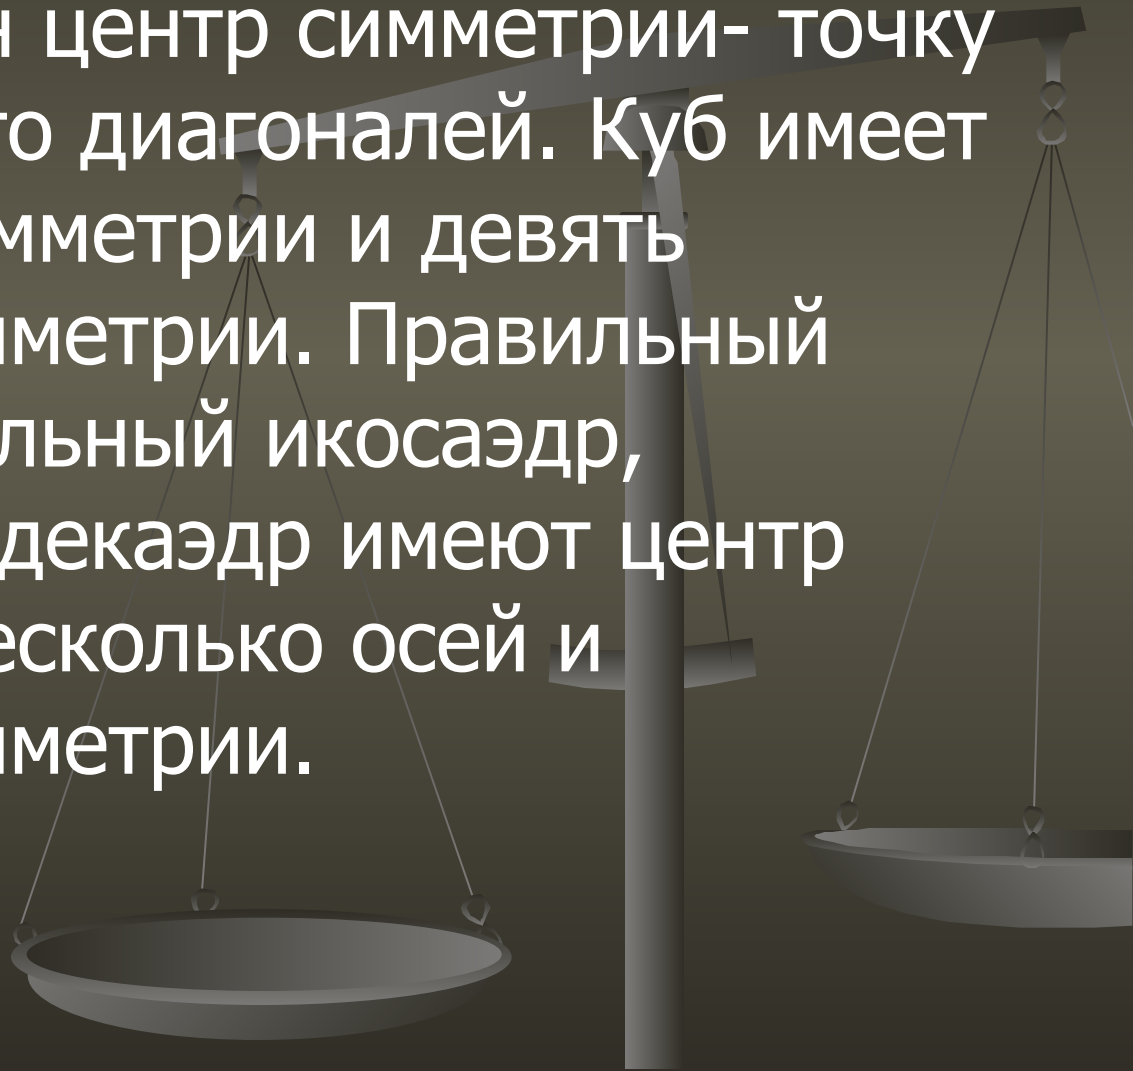 н центр симметрии- точку
го диагоналей. Куб имеет
мметрии и девять
мметрии. Правильный
льный икосаэдр,
декаэдр имеют центр
есколько осей и
мметрии.